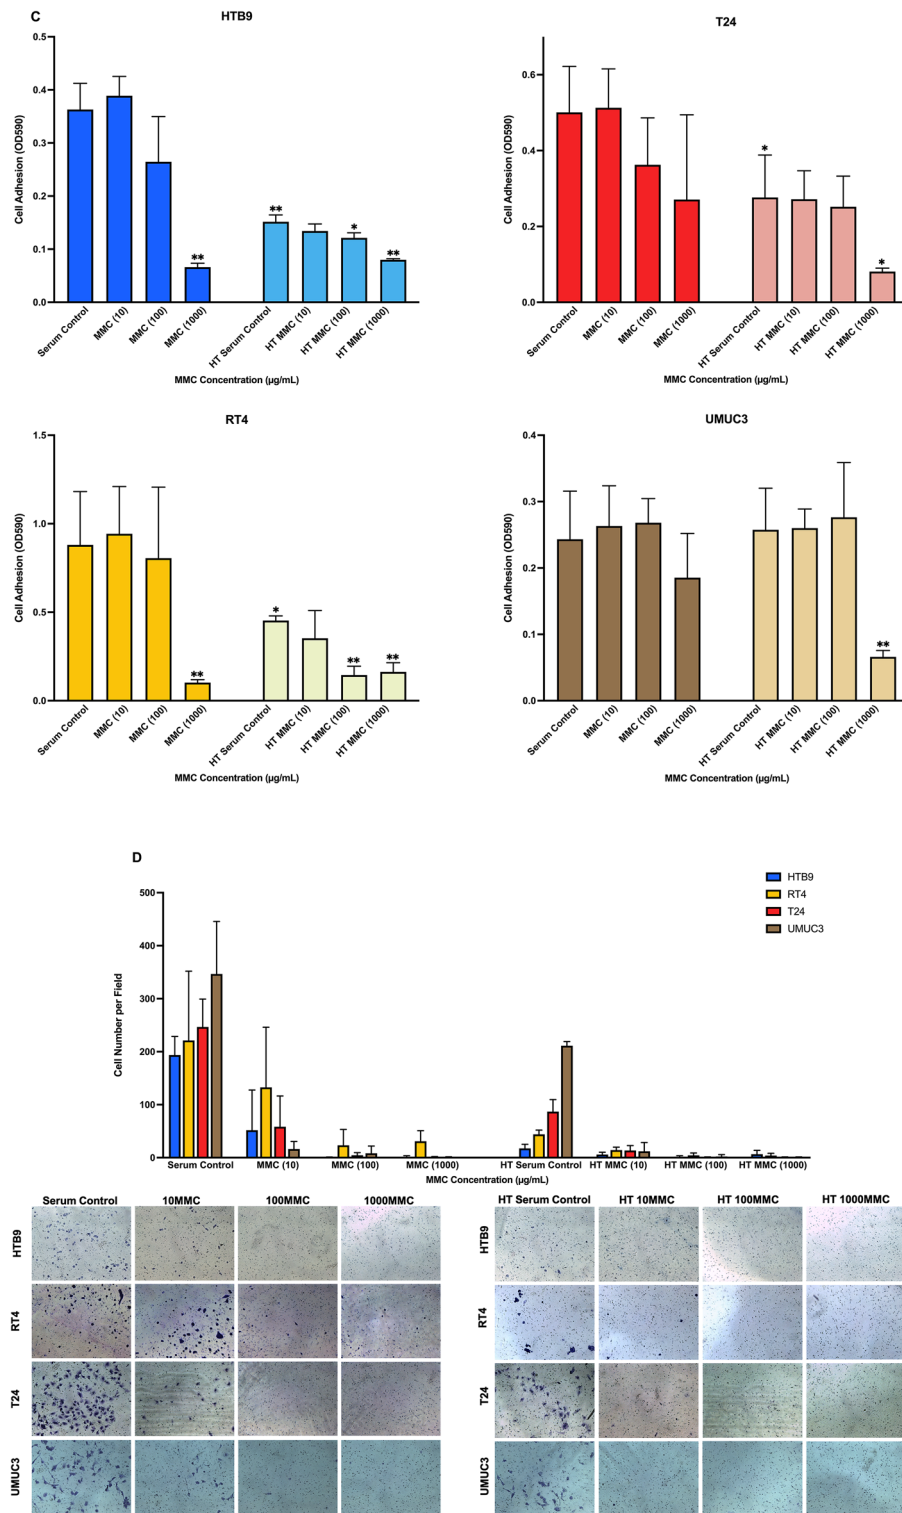 C
HTB9
Cell Adhesion (OD590)
0.5
0.4
0.3
0.2
0.1
0.0
**
**
*
**
Serum Control
MMC (10)
MMC (100)
MMC (1000)
HT Serum Control
HT MMC (10)
HT MMC (100)
HT MMC (1000)
MMC Concentration (µg/mL)
T24
Cell Adhesion (OD590)
0.6
0.4
0.2
0.0
*
*
Serum Control
MMC (10)
MMC (100)
MMC (1000)
HT Serum Control
HT MMC (10)
HT MMC (100)
HT MMC (1000)
MMC Concentration (µg/mL)
RT4
Cell Adhesion (OD590)
1.5
1.0
0.5
0.0
**
*
**
**
Serum Control
MMC (10)
MMC (100)
MMC (1000)
HT Serum Control
HT MMC (10)
HT MMC (100)
HT MMC (1000)
MMC Concentration (µg/mL)
UMUC3
Cell Adhesion (OD590)
0.4
0.3
0.2
0.1
0.0
**
Serum Control
MMC (10)
MMC (100)
MMC (1000)
HT Serum Control
HT MMC (10)
HT MMC (100)
HT MMC (1000)
MMC Concentration (µg/mL)
D
HTB9
RT4
T24
UMUC3
Cell Number per Field
500
400
300
200
100
0
Serum Control
MMC (10)
MMC (100)
MMC (1000)
HT Serum Control
HT MMC (10)
HT MMC (100)
HT MMC (1000)
MMC Concentration (µg/mL)
Serum Control
10MMC
100MMC
1000MMC
HTB9
RT4
T24
UMUC3
HT Serum Control
HT 10MMC
HT 100MMC
HT 1000MMC
HTB9
RT4
T24
UMUC3